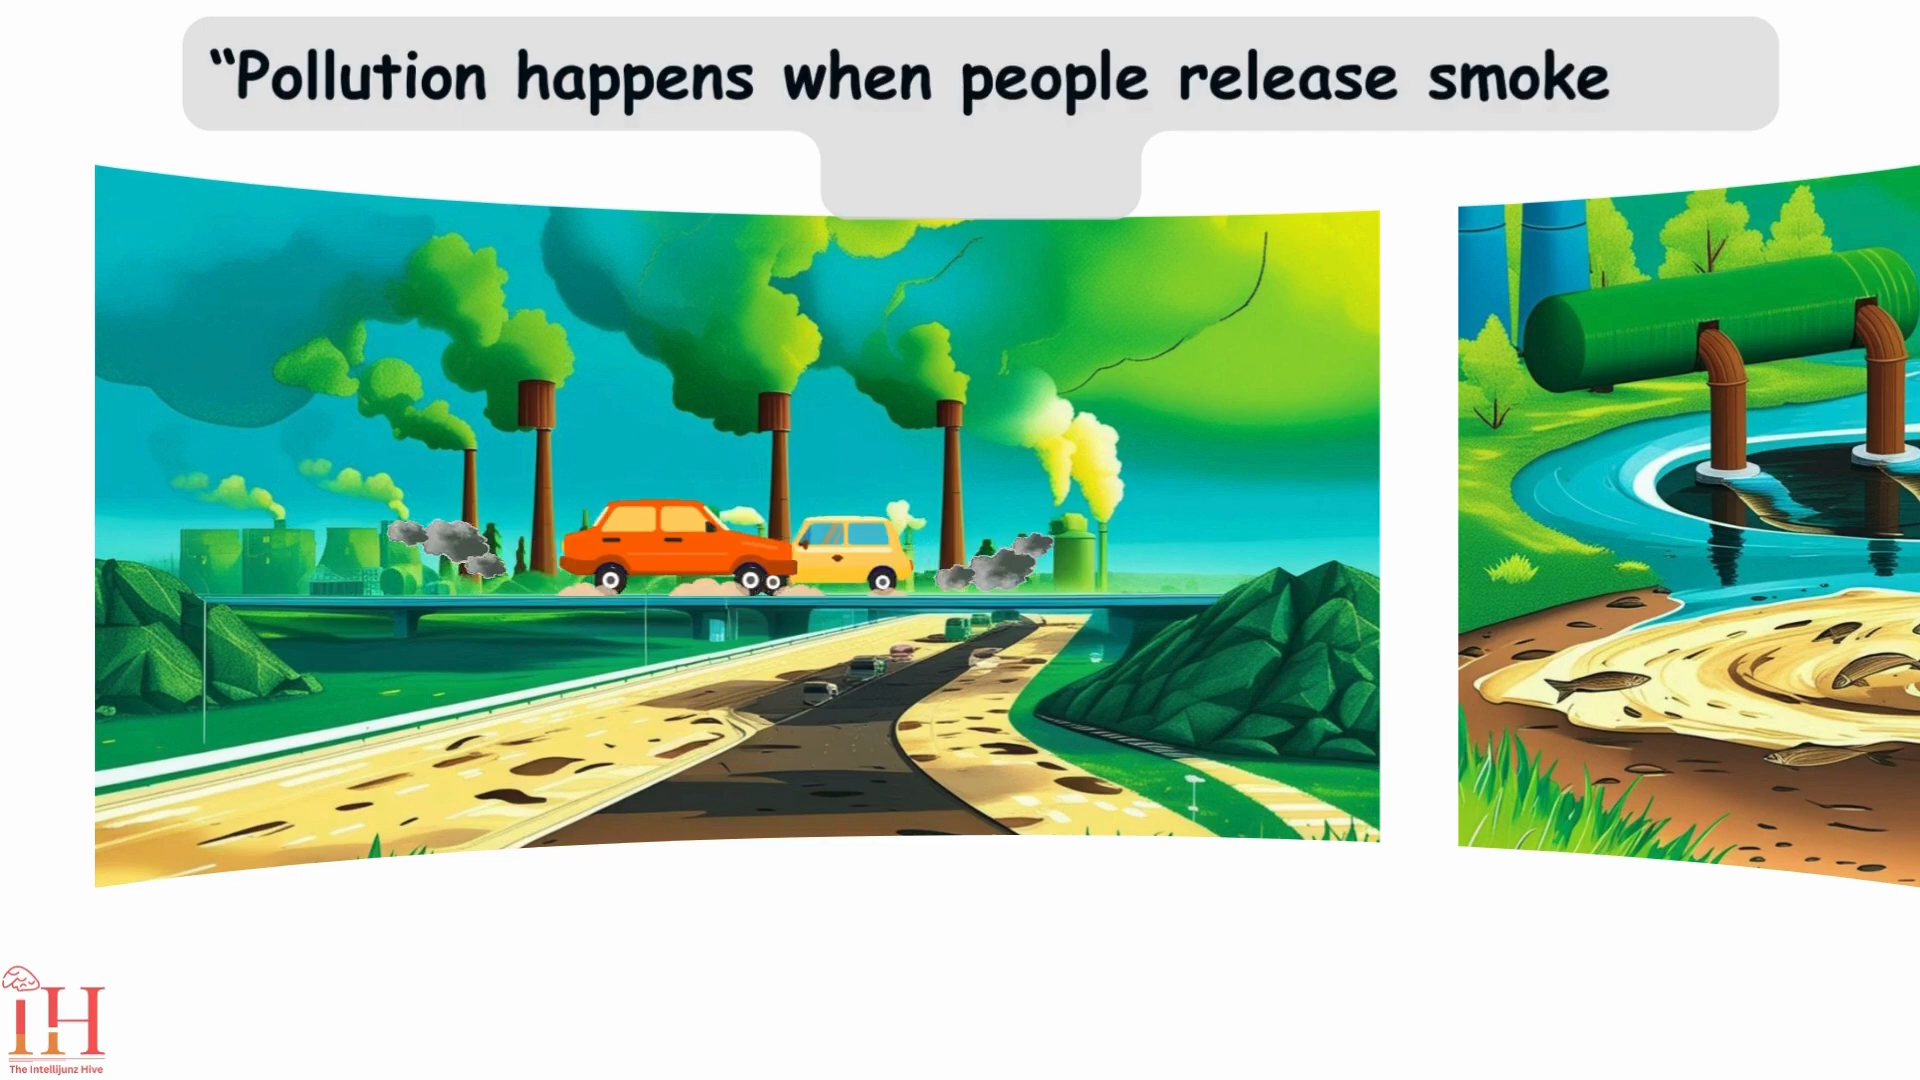 “Pollution happens when people release smoke
iH
The Intellijunz Hive